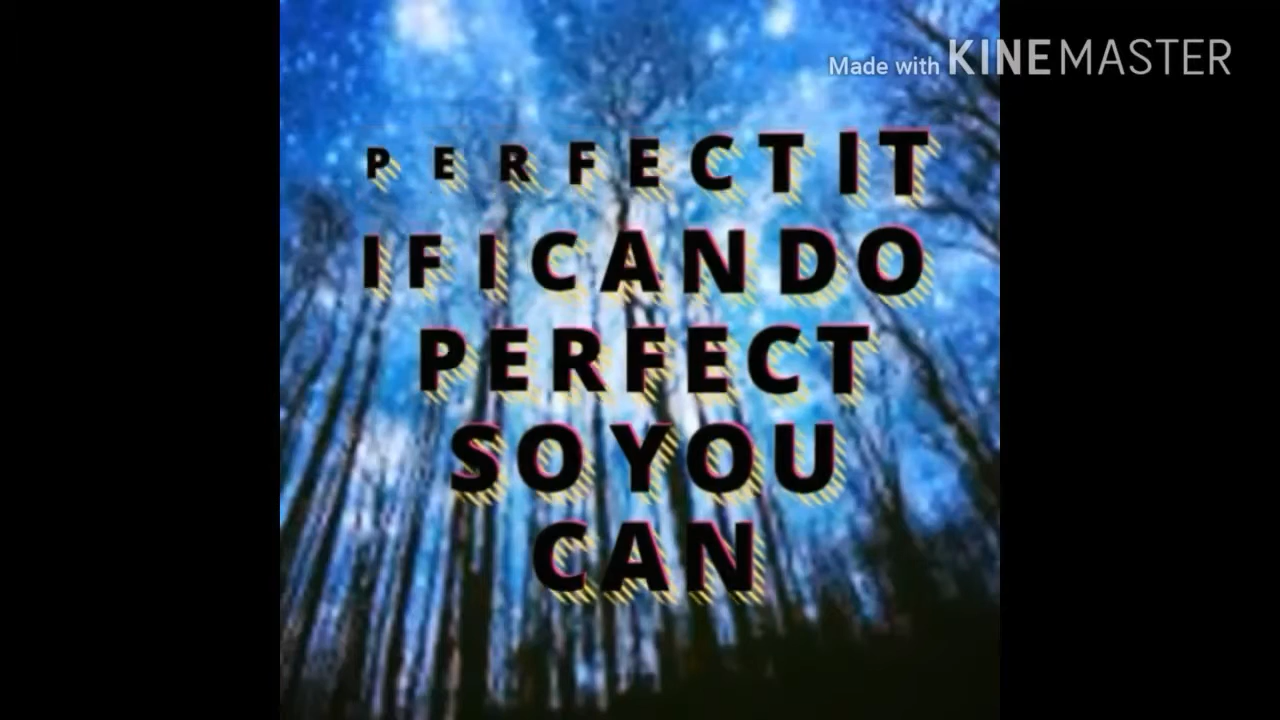 Made with KINEMASTER
PERFECTIT
IFICANDO
PERFECT
SOYOU
CAN